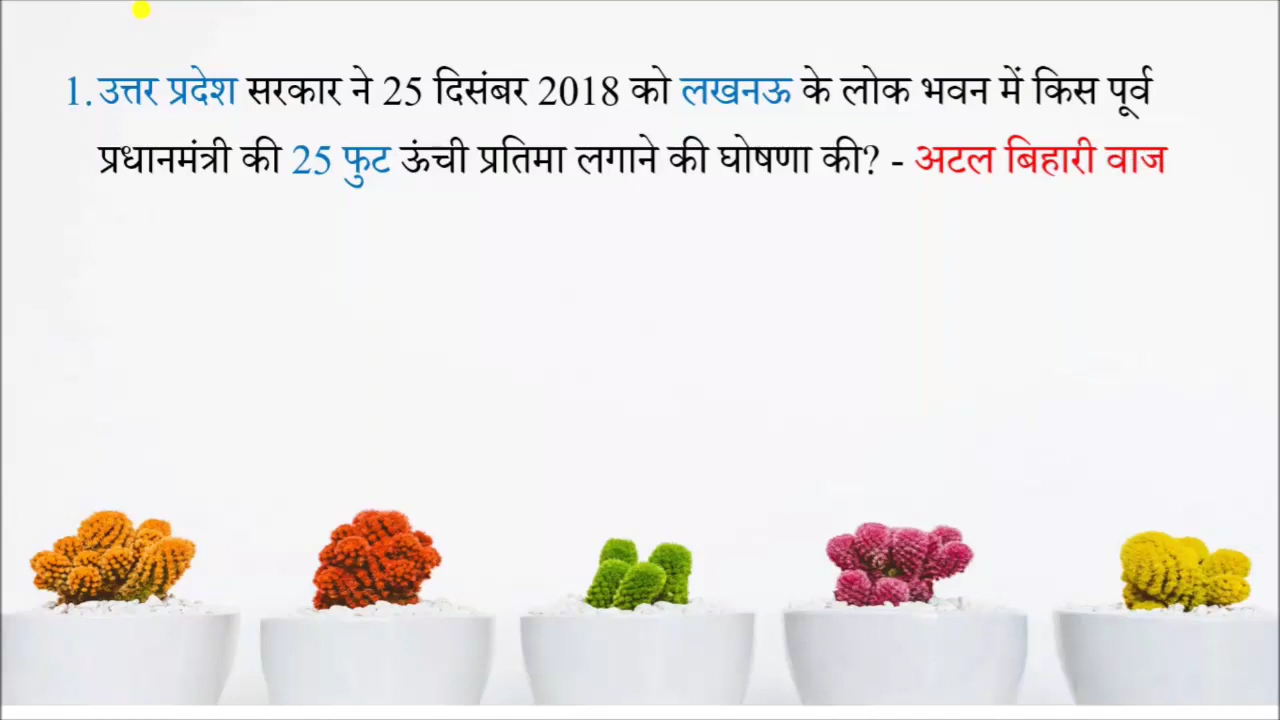 1. उत्तर प्रदेश सरकार ने 25 दिसंबर 2018 को लखनऊ के लोक भवन में किस पूर्व
प्रधानमंत्री की 25 फुट ऊंची प्रतिमा लगाने की घोषणा की? - अटल बिहारी वाज